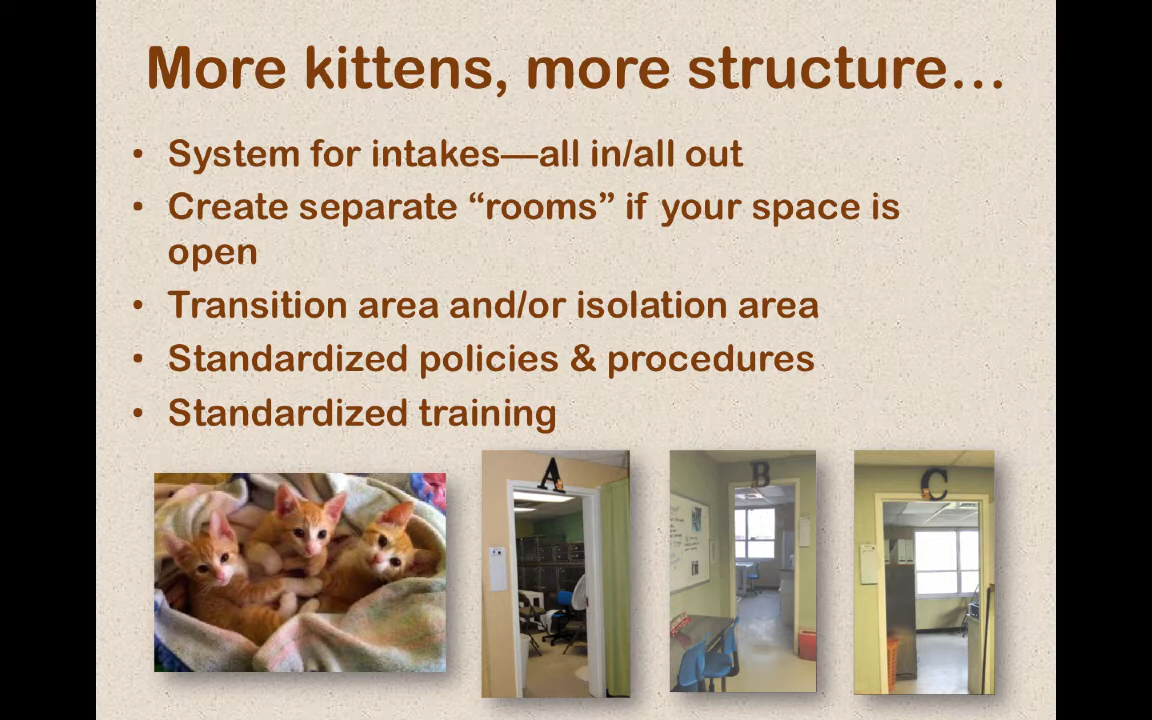 More kittens, more structure…
• System for intakes—all in/all out
• Create separate “rooms” if your space is
open
• Transition area and/or isolation area
• Standardized policies & procedures
• Standardized training
A
B
C